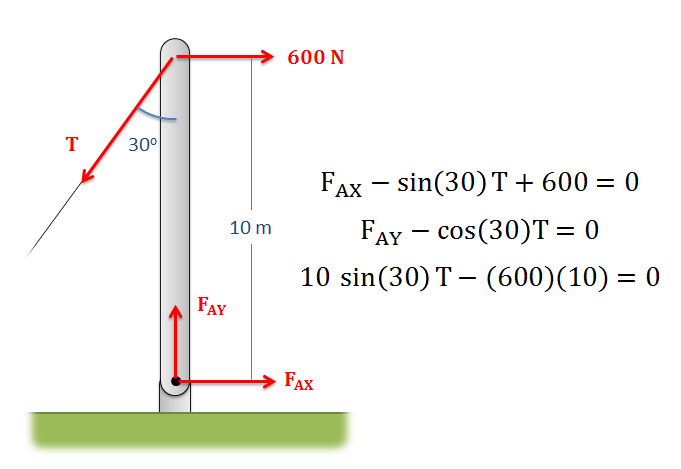 600 N
T
30°
10 m
F_AY
F_AX
F_AX − sin(30) T + 600 = 0
F_AY − cos(30)T = 0
10 sin(30) T − (600)(10) = 0